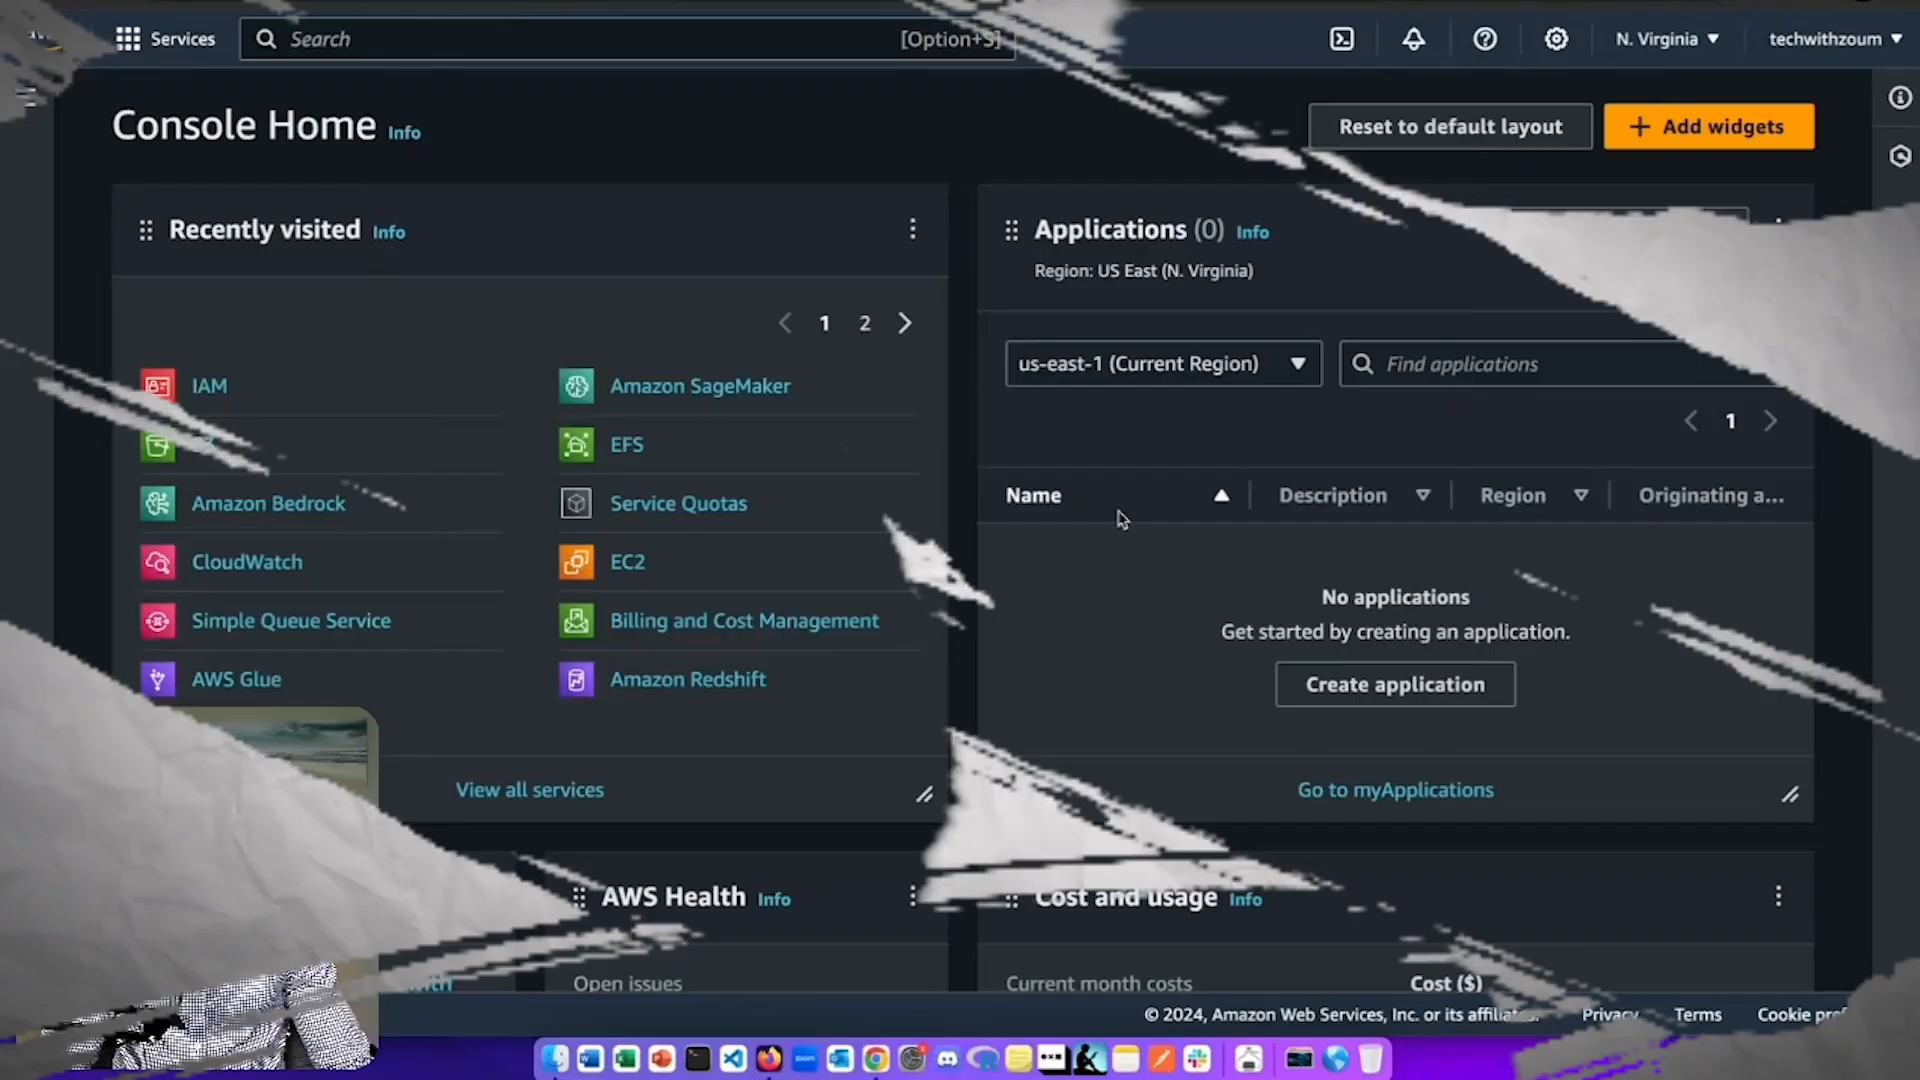 Services
Search
[Option+S]
N. Virginia
techwithzoum
Console Home Info
Reset to default layout
Add widgets
Recently visited Info
1 2
IAM
Amazon Bedrock
CloudWatch
Simple Queue Service
AWS Glue
Amazon SageMaker
EFS
Service Quotas
EC2
Billing and Cost Management
Amazon Redshift
View all services
Applications (0) Info
Region: US East (N. Virginia)
us-east-1 (Current Region)
Find applications
1
Name
Description
Region
Originating a...
No applications
Get started by creating an application.
Create application
Go to myApplications
AWS Health Info
Open issues
Cost and usage Info
Current month costs
Cost ($)
© 2024, Amazon Web Services, Inc. or its affiliates.
Privacy
Terms
Cookie
zoom